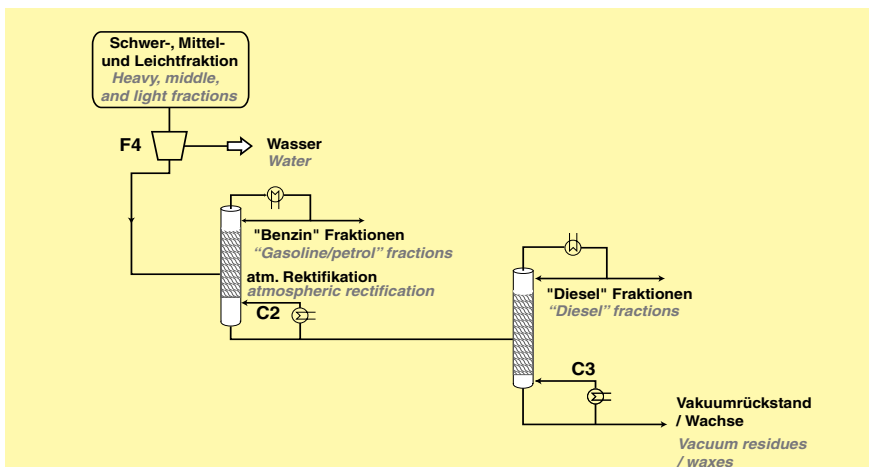 Schwer-, Mittel-
und Leichtfraktion
Heavy, middle,
and light fractions
F4
Wasser
Water
"Benzin" Fraktionen
“Gasoline/petrol” fractions
atm. Rektifikation
atmospheric rectification
C2
"Diesel" Fraktionen
“Diesel” fractions
C3
Vakuumrückstand
/ Wachse
Vacuum residues
/ waxes